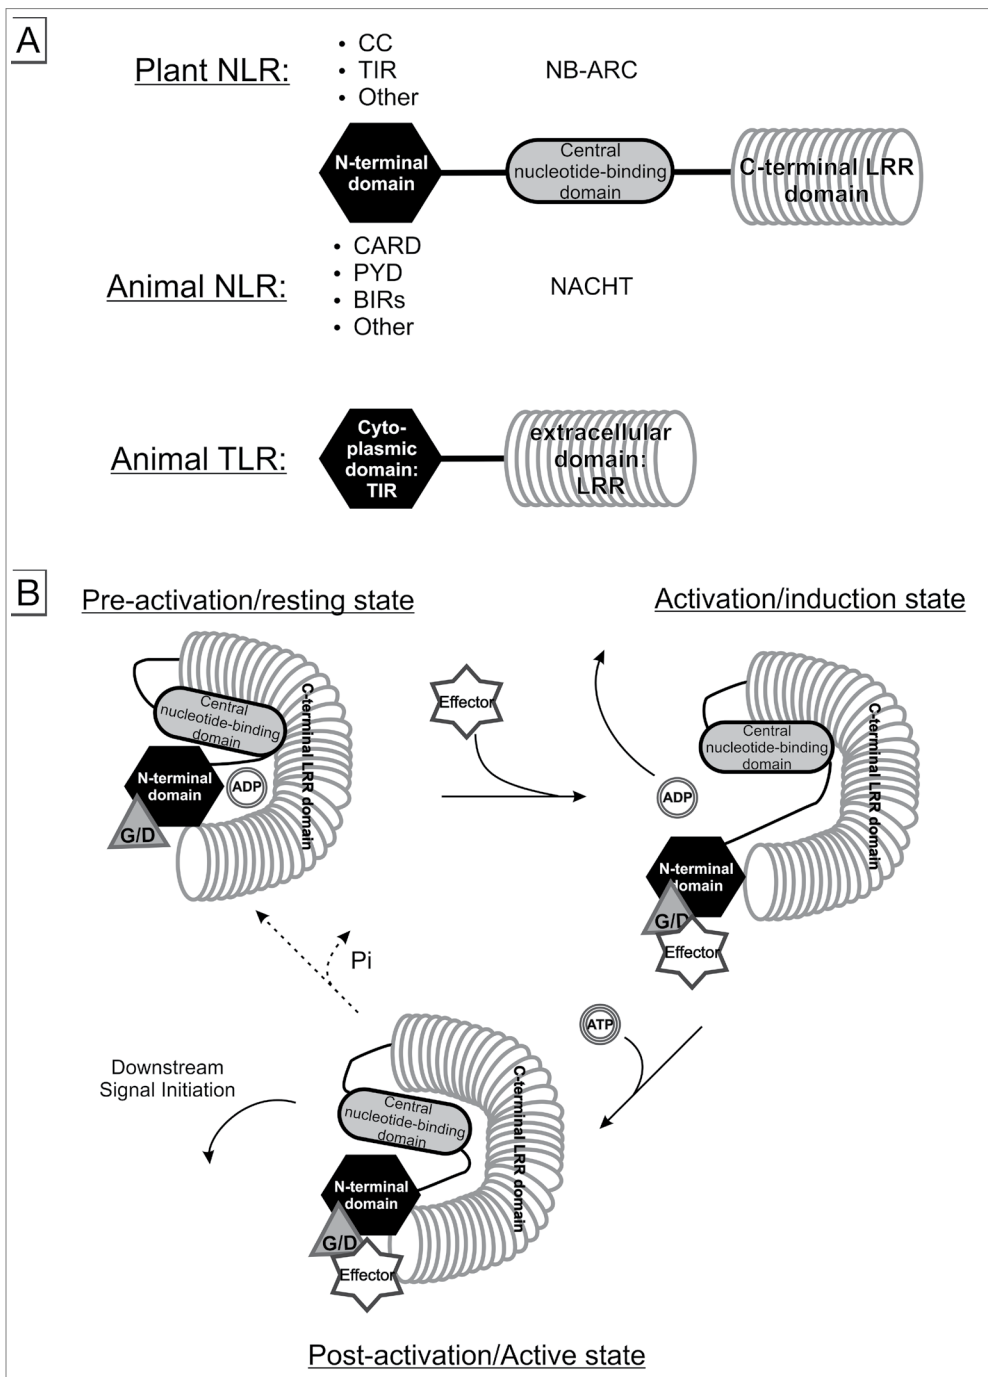 A
Plant NLR:
• CC
• TIR
• Other
NB-ARC
N-terminal
domain
Central
nucleotide-binding
domain
C-terminal LRR
domain
Animal NLR:
• CARD
• PYD
• BIRs
• Other
NACHT
Animal TLR:
Cyto-
plasmic
domain:
TIR
extracellular
domain:
LRR
B
Pre-activation/resting state
Central
nucleotide-binding
domain
N-terminal
domain
ADP
G/D
C-terminal LRR domain
Effector
Activation/induction state
Central
nucleotide-binding
domain
C-terminal LRR domain
ADP
N-terminal
domain
G/D
Effector
Pi
ATP
Downstream
Signal Initiation
Central
nucleotide-binding
domain
C-terminal LRR domain
N-terminal
domain
G/D
Effector
Post-activation/Active state